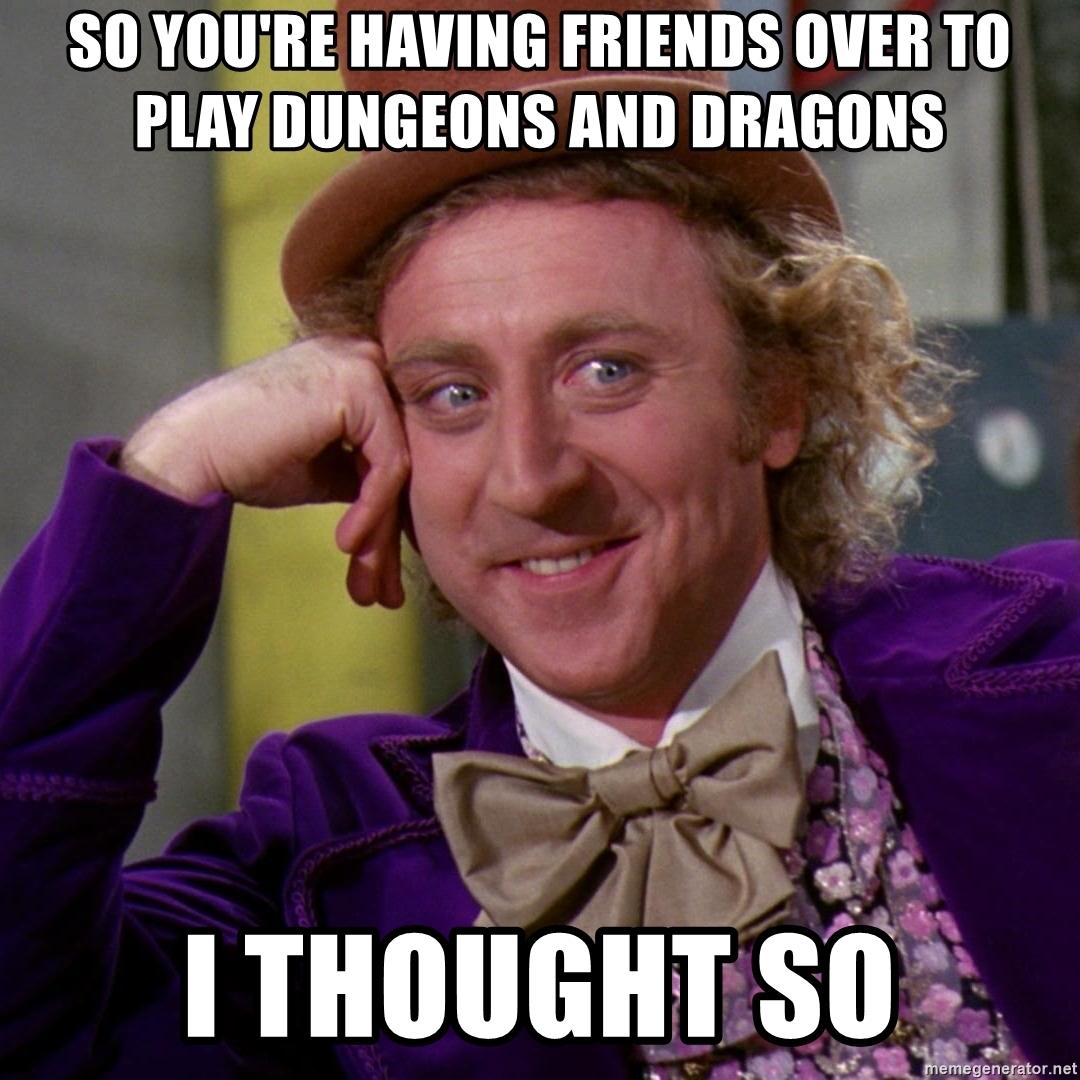 SO YOU'RE HAVING FRIENDS OVER TO
PLAY DUNGEONS AND DRAGONS
I THOUGHT SO
memegenerator.net